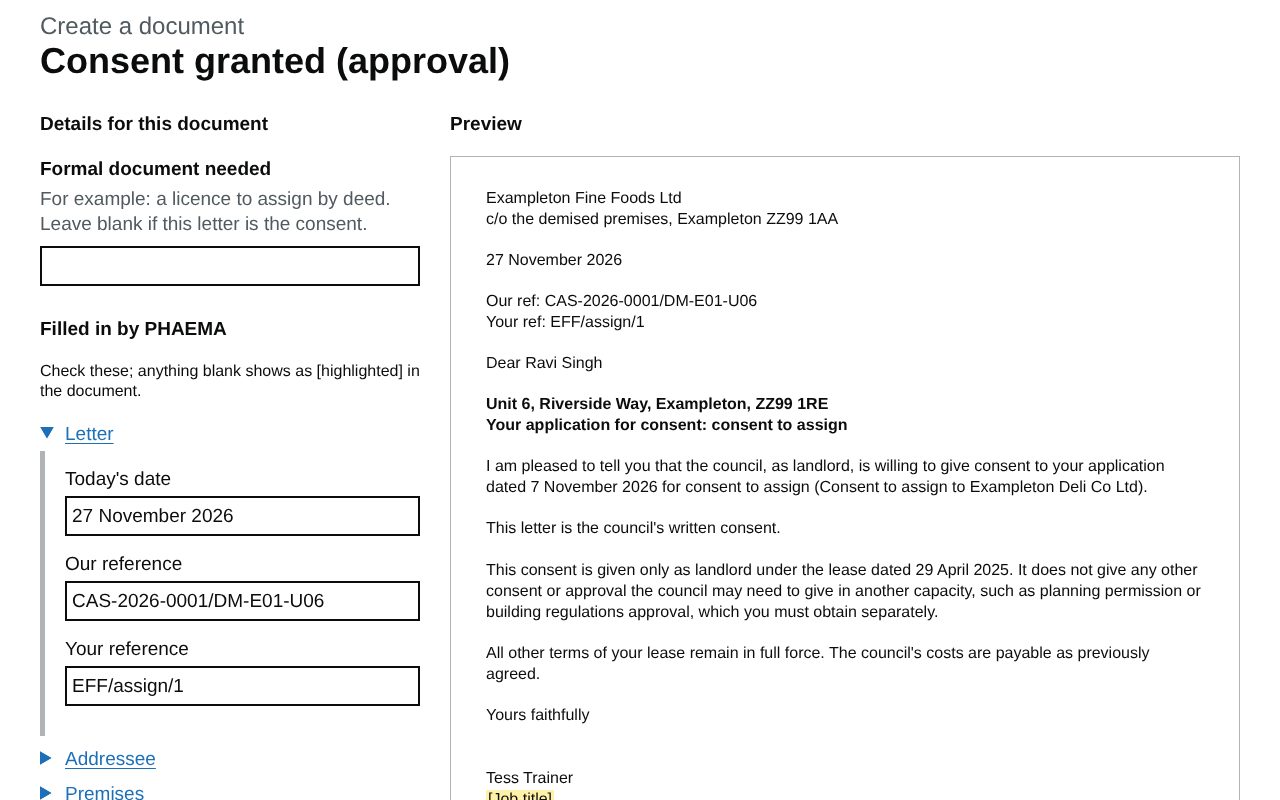 Create a document
Consent granted (approval)
Details for this document
Formal document needed
For example: a licence to assign by deed.
Leave blank if this letter is the consent.
Filled in by PHAEMA
Check these; anything blank shows as [highlighted] in
the document.
Letter
Today's date
27 November 2026
Our reference
CAS-2026-0001/DM-E01-U06
Your reference
EFF/assign/1
Addressee
Premises
Preview
Exampleton Fine Foods Ltd
c/o the demised premises, Exampleton ZZ99 1AA
27 November 2026
Our ref: CAS-2026-0001/DM-E01-U06
Your ref: EFF/assign/1
Dear Ravi Singh
Unit 6, Riverside Way, Exampleton, ZZ99 1RE
Your application for consent: consent to assign
I am pleased to tell you that the council, as landlord, is willing to give consent to your application
dated 7 November 2026 for consent to assign (Consent to assign to Exampleton Deli Co Ltd).
This letter is the council's written consent.
This consent is given only as landlord under the lease dated 29 April 2025. It does not give any other
consent or approval the council may need to give in another capacity, such as planning permission or
building regulations approval, which you must obtain separately.
All other terms of your lease remain in full force. The council's costs are payable as previously
agreed.
Yours faithfully
Tess Trainer
[Job title]